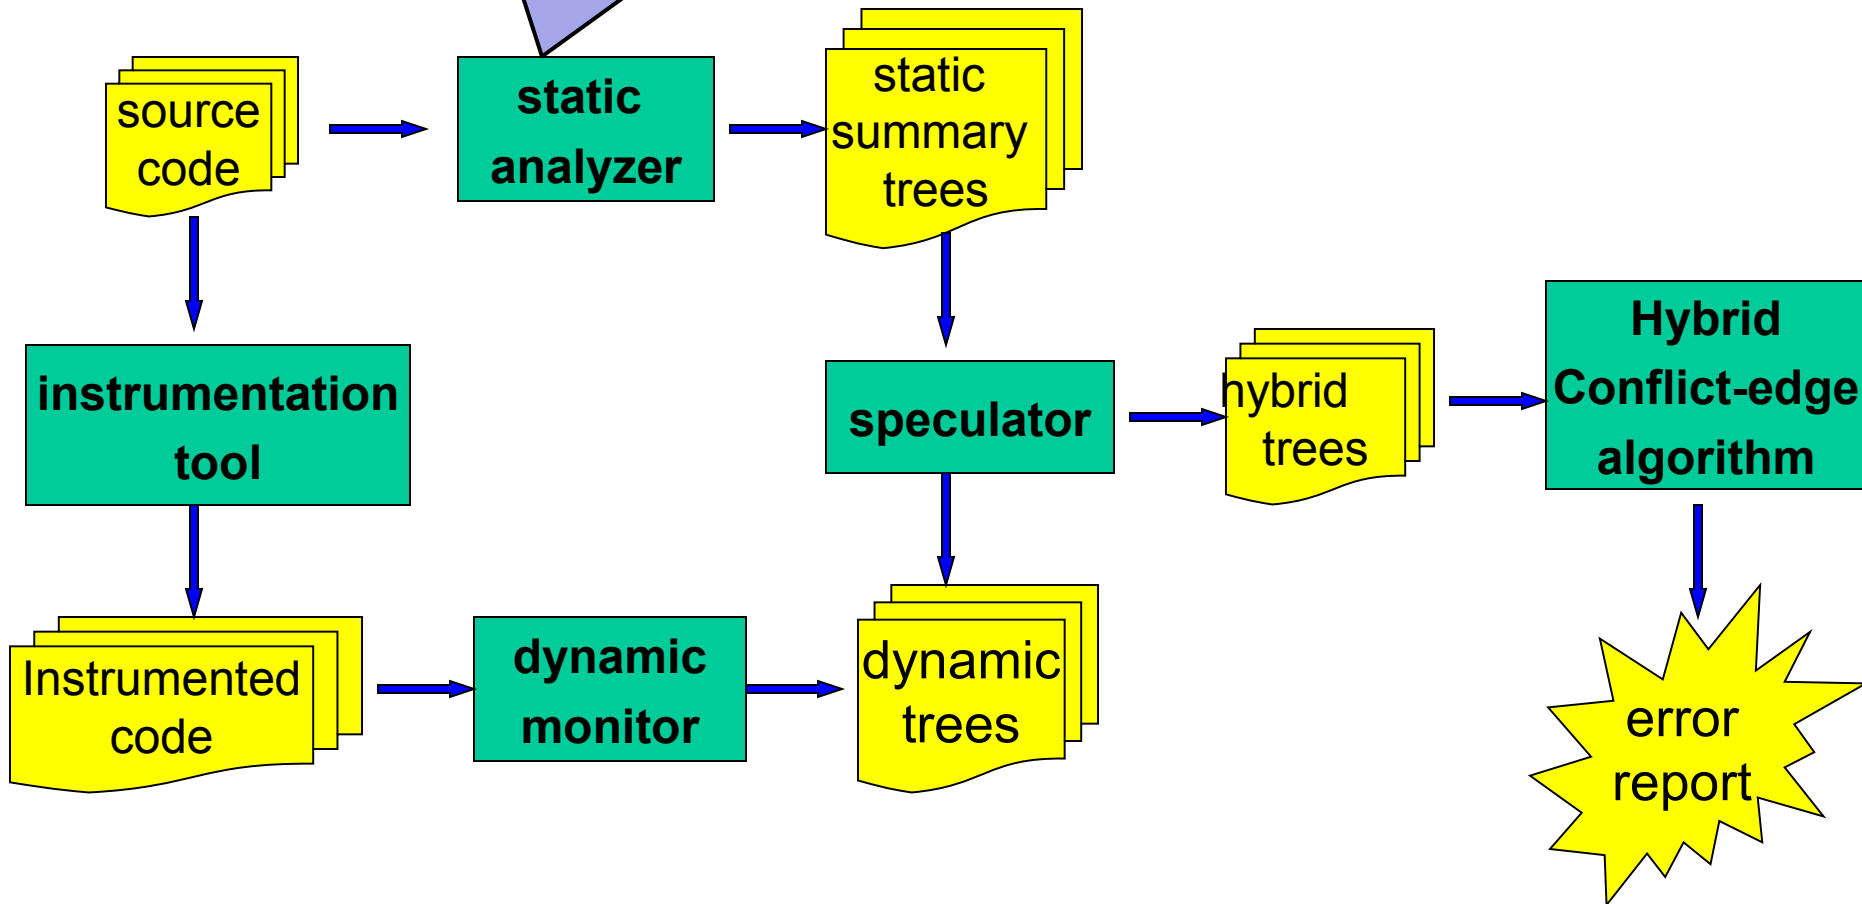 source
code
static
analyzer
static
summary
trees
instrumentation
tool
speculator
hybrid
trees
Hybrid
Conflict-edge
algorithm
Instrumented
code
dynamic
monitor
dynamic
trees
error
report